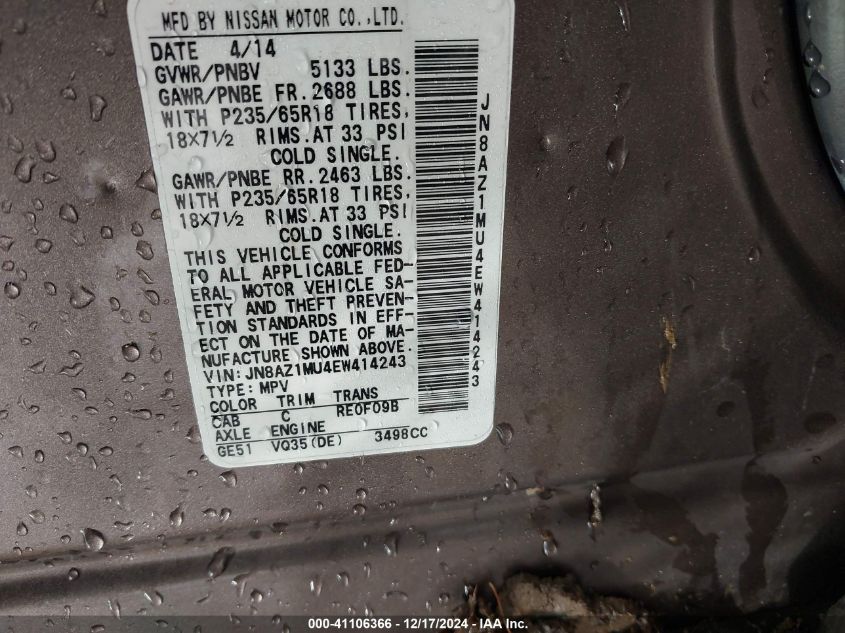 MFD BY NISSAN MOTOR CO.,LTD.
DATE 4/14
GVWR/PNBV 5133 LBS.
GAWR/PNBE FR. 2688 LBS.
WITH P235/65R18 TIRES,
18X7½ RIMS.AT 33 PSI
COLD SINGLE.
GAWR/PNBE RR. 2463 LBS.
WITH P235/65R18 TIRES,
18X7½ RIMS.AT 33 PSI
COLD SINGLE.
THIS VEHICLE CONFORMS
TO ALL APPLICABLE FED-
ERAL MOTOR VEHICLE SA-
FETY AND THEFT PREVEN-
TION STANDARDS IN EFF-
ECT ON THE DATE OF MA-
NUFACTURE SHOWN ABOVE.
VIN: JN8AZ1MU4EW414243
TYPE: MPV
COLOR TRIM TRANS
CAB C RE0F09B
AXLE ENGINE
GE51 VQ35(DE) 3498CC
JN8AZ1MU4EW414243
000-41106366 - 12/17/2024 - www.iaai.com.